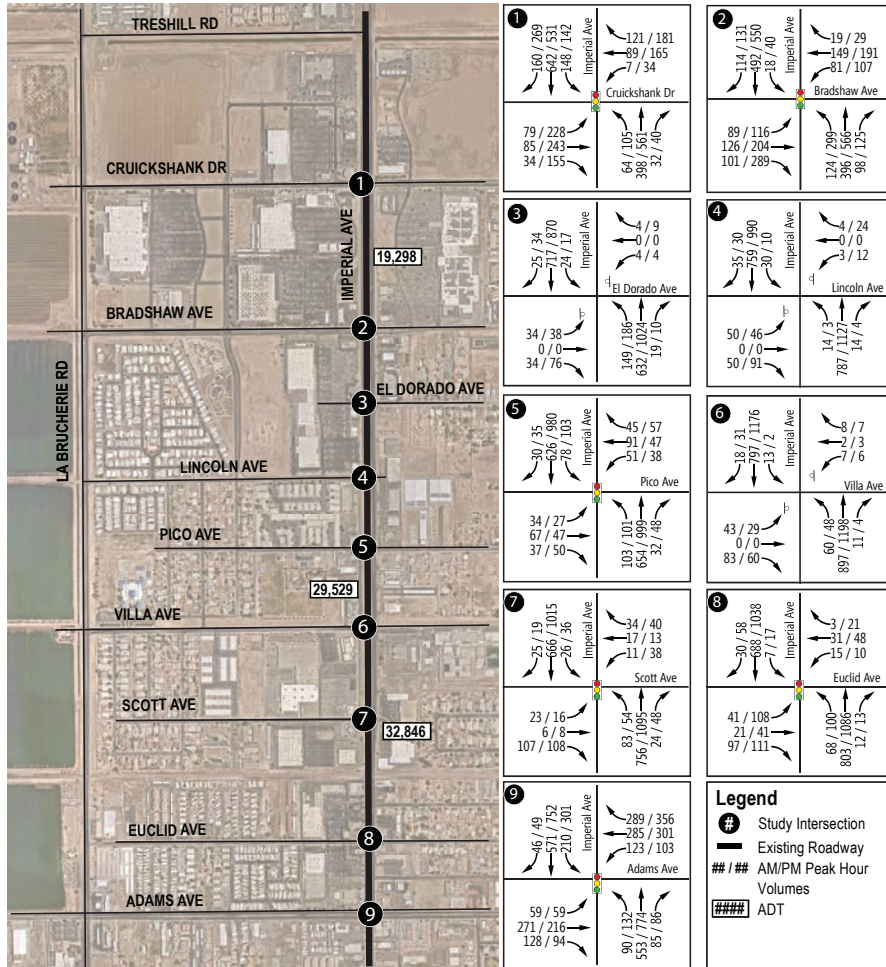 TRESHILL RD
CRUICKSHANK DR
1
IMPERIAL AVE
19,298
BRADSHAW AVE
2
LA BRUCHERIE RD
3
EL DORADO AVE
LINCOLN AVE
4
PICO AVE
5
29,529
VILLA AVE
6
SCOTT AVE
7
32,846
EUCLID AVE
8
ADAMS AVE
9
1
160 / 269
642 / 531
148 / 142
Imperial Ave
121 / 181
89 / 165
7 / 34
Cruickshank Dr
79 / 228
85 / 243
34 / 155
64 / 105
398 / 561
32 / 40
2
114 / 131
492 / 550
18 / 40
Imperial Ave
19 / 29
149 / 191
81 / 107
Bradshaw Ave
89 / 116
126 / 204
101 / 289
124 / 299
396 / 566
98 / 125
3
25 / 34
717 / 870
24 / 17
Imperial Ave
4 / 9
0 / 0
4 / 4
El Dorado Ave
34 / 38
0 / 0
34 / 76
149 / 186
632 / 1024
19 / 10
4
35 / 30
759 / 990
30 / 10
Imperial Ave
4 / 24
0 / 0
3 / 12
Lincoln Ave
50 / 46
0 / 0
50 / 91
14 / 3
787 / 1127
14 / 4
5
30 / 35
626 / 980
78 / 103
Imperial Ave
45 / 57
91 / 47
51 / 38
Pico Ave
34 / 27
67 / 47
37 / 50
103 / 101
654 / 999
32 / 48
6
18 / 31
797 / 1176
13 / 2
Imperial Ave
8 / 7
2 / 3
7 / 6
Villa Ave
43 / 29
0 / 0
83 / 60
60 / 48
897 / 1198
11 / 4
7
25 / 19
666 / 1015
26 / 36
Imperial Ave
34 / 40
17 / 13
11 / 38
Scott Ave
23 / 16
6 / 8
107 / 108
83 / 54
756 / 1095
24 / 48
8
30 / 58
688 / 1038
7 / 17
Imperial Ave
3 / 21
31 / 48
15 / 10
Euclid Ave
41 / 108
21 / 41
97 / 111
68 / 100
803 / 1086
12 / 13
9
46 / 49
571 / 752
210 / 301
Imperial Ave
289 / 356
285 / 301
123 / 103
Adams Ave
59 / 59
271 / 216
128 / 94
90 / 132
553 / 774
85 / 86
Legend
# Study Intersection
Existing Roadway
## / ## AM/PM Peak Hour
Volumes
#### ADT